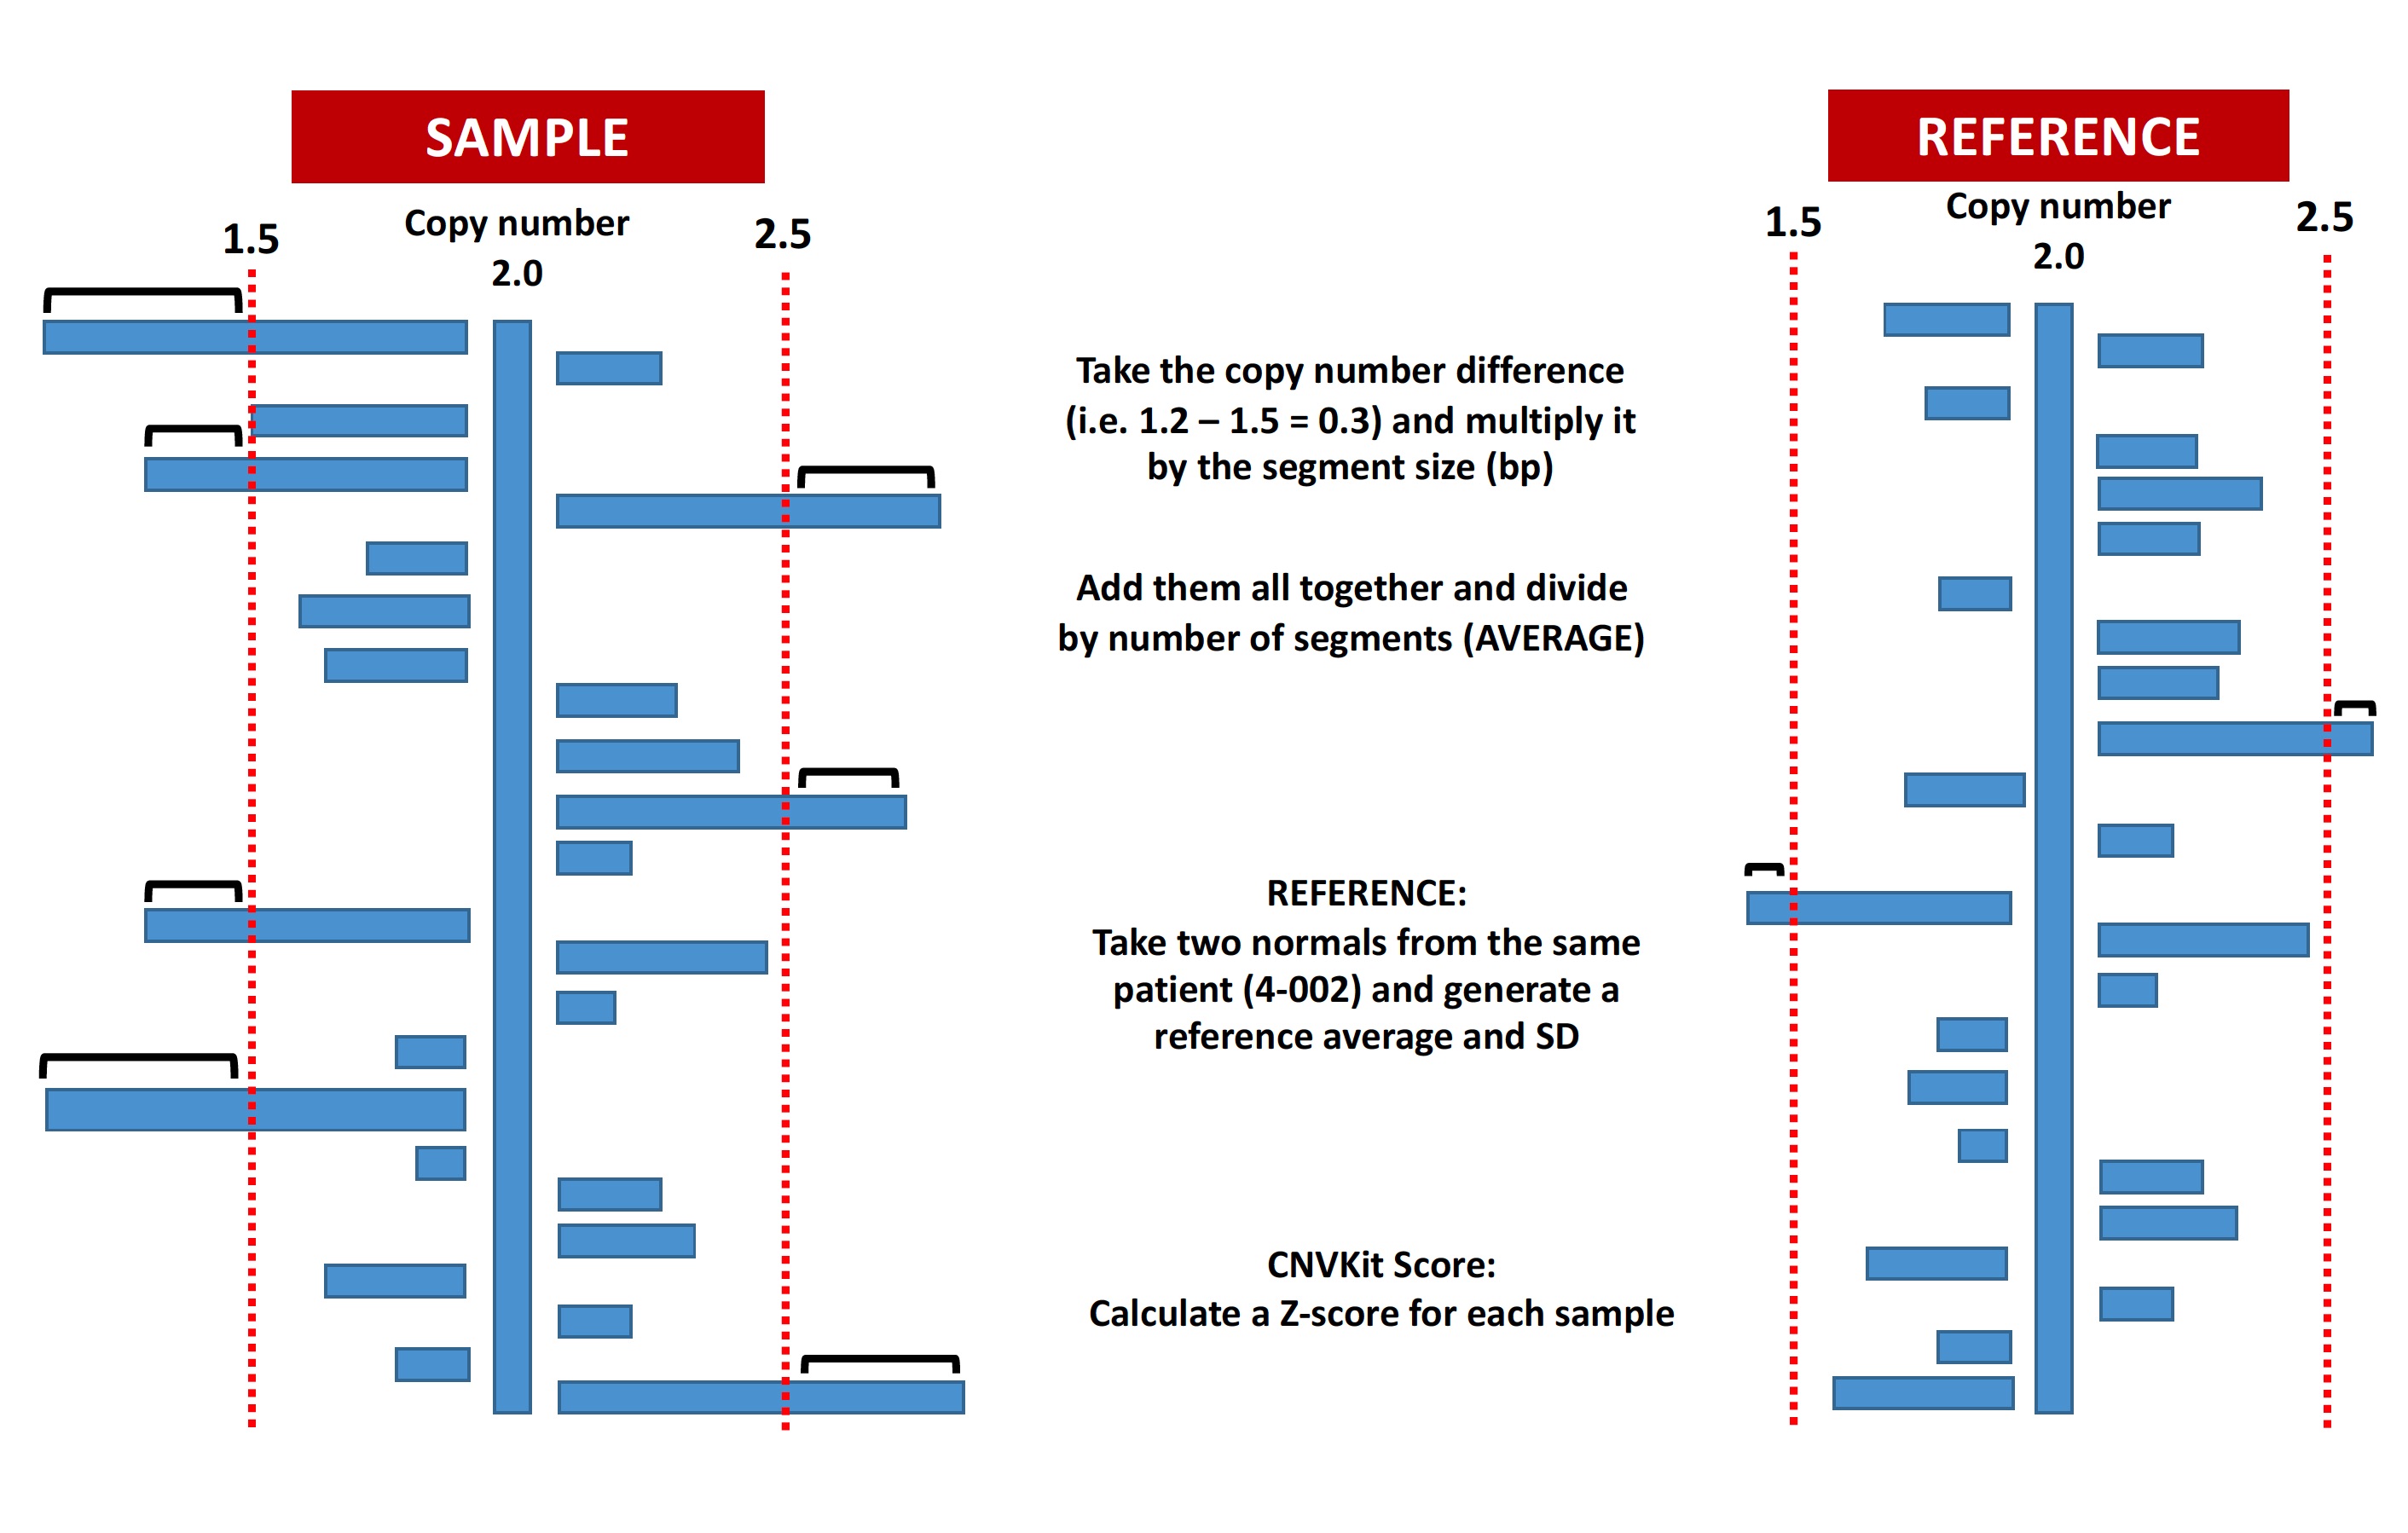 SAMPLE
Copy number
1.5
2.5
2.0
Take the copy number difference
(i.e. 1.2 – 1.5 = 0.3) and multiply it
by the segment size (bp)
Add them all together and divide
by number of segments (AVERAGE)
REFERENCE:
Take two normals from the same
patient (4-002) and generate a
reference average and SD
CNVKit Score:
Calculate a Z-score for each sample
REFERENCE
Copy number
1.5
2.5
2.0